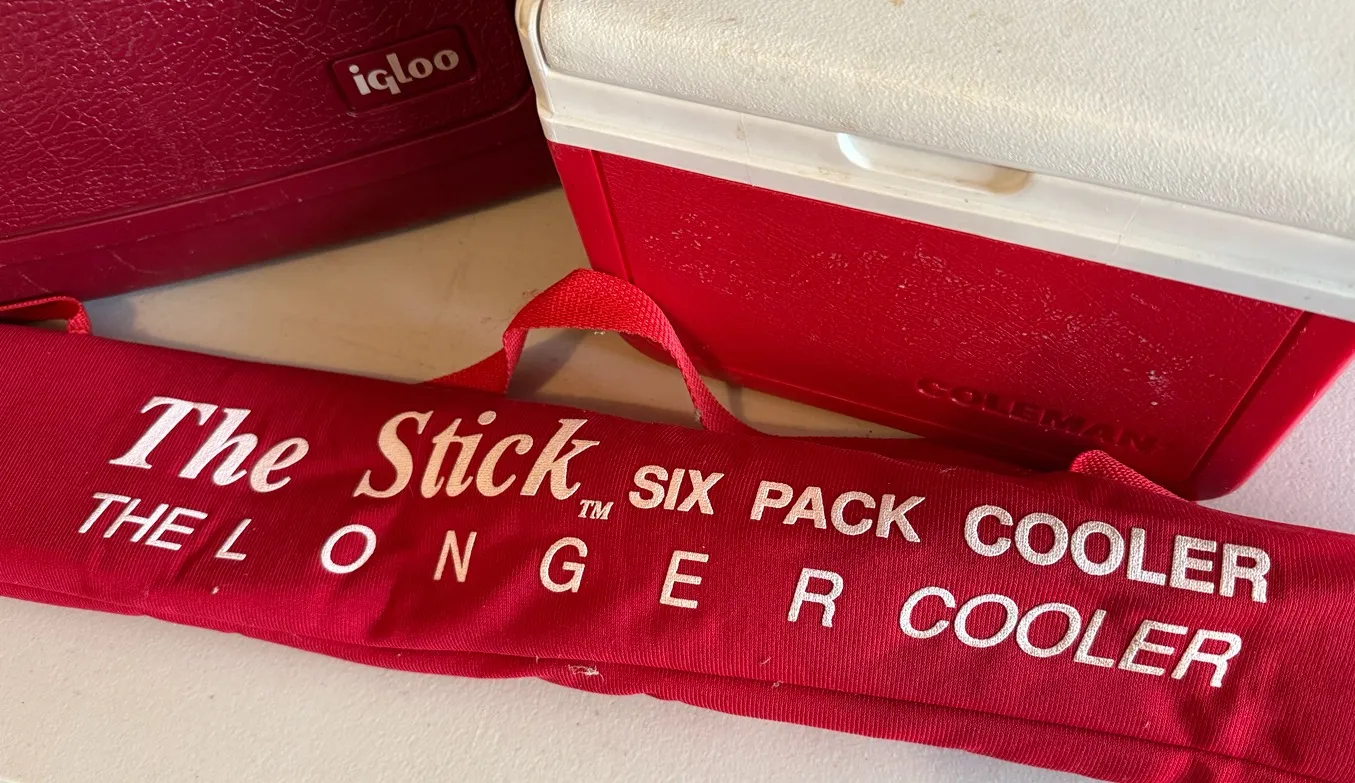 igloo
COLEMAN
The Stick™ SIX PACK COOLER
THE L O N G E R COOLER